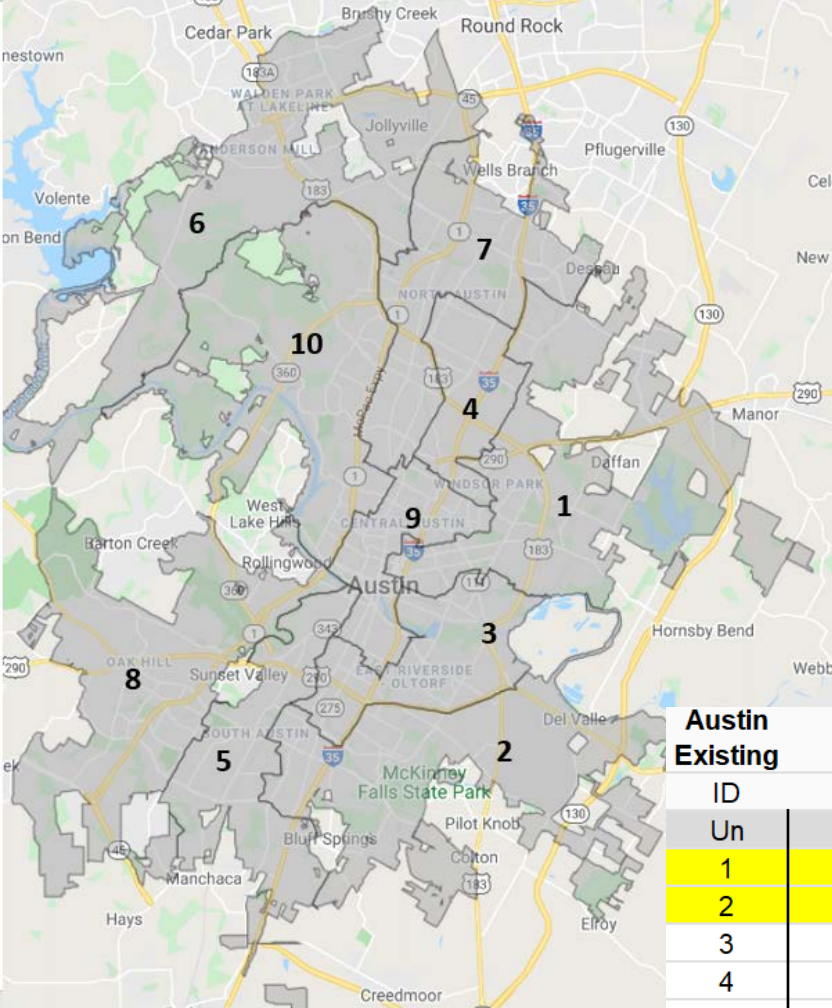 Brushy Creek
Cedar Park
Round Rock
nestown
183A
WALDEN PARK
AT LAKELINE
45
Jollyville
35
130
ANDERSON MILL
Pflugerville
Wells Branch
183
Cel
Volente
35
6
on Bend
1
7
New
Dessau
NORTH AUSTIN
1
130
10
360
183
35
290
McPac Expy
4
Manor
290
Daffan
1
WINDSOR PARK
West
Lake Hills
9
1
CENTRAL AUSTIN
35
183
Barton Creek
Rollingwood
Austin
111
360
3
343
1
Hornsby Bend
290
OAK HILL
Sunset Valley
290
EAST RIVERSIDE
- OLTORF
Webb
8
275
Del Valle
SOUTH AUSTIN
35
5
2
McKinney
Falls State Park
130
Pilot Knob
Bluff Springs
45
Colton
Manchaca
183
Hays
Elroy
Creedmoor
ek
Austin
Existing
ID
Un
1
2
3
4